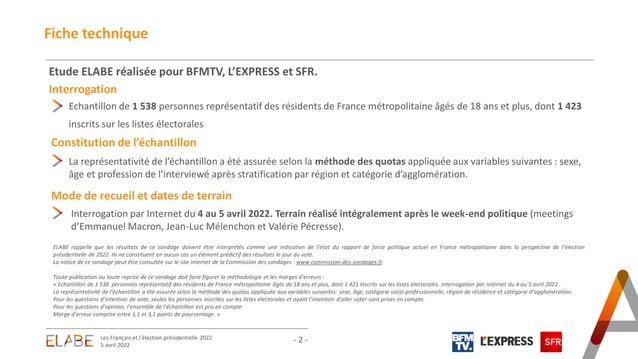 Fiche technique
Etude ELABE réalisée pour BFMTV, L’EXPRESS et SFR.
Interrogation
Echantillon de 1 538 personnes représentatif des résidents de France métropolitaine âgés de 18 ans et plus, dont 1 423
inscrits sur les listes électorales
Constitution de l’échantillon
La représentativité de l’échantillon a été assurée selon la méthode des quotas appliquée aux variables suivantes : sexe,
âge et profession de l’interviewé après stratification par région et catégorie d’agglomération.
Mode de recueil et dates de terrain
Interrogation par Internet du 4 au 5 avril 2022. Terrain réalisé intégralement après le week-end politique (meetings
d’Emmanuel Macron, Jean-Luc Mélenchon et Valérie Pécresse).
ELABE rappelle que les résultats de ce sondage doivent être interprétés comme une indication de l’état du rapport de force politique actuel en France métropolitaine dans la perspective de l’élection
présidentielle de 2022. Ils ne constituent en aucun cas un élément prédictif des résultats le jour du vote.
La notice de ce sondage peut être consultée sur le site internet de la Commission des sondages : www.commission-des-sondages.fr
Toute publication ou toute reprise de ce sondage doit faire figurer la méthodologie et les marges d’erreurs :
« Echantillon de 1 538 personnes représentatif des résidents de France métropolitaine âgés de 18 ans et plus, dont 1 423 inscrits sur les listes électorales. Interrogation par Internet du 4 au 5 avril 2022.
La représentativité de l’échantillon a été assurée selon la méthode des quotas appliquée aux variables suivantes: sexe, âge, catégorie socio-professionnelle, région de résidence et catégorie d’agglomération.
Pour les questions d’intention de vote, seules les personnes inscrites sur les listes électorales et ayant l’intention d’aller voter sont prises en compte.
Pour les questions d’opinion, l’ensemble de l’échantillon est pris en compte
Marge d’erreur comprise entre 1,1 et 3,1 points de pourcentage. »
ELABE
Les Français et l’élection présidentielle 2022
5 avril 2022
- 2 -
BFM
TV.
L’EXPRESS
SFR